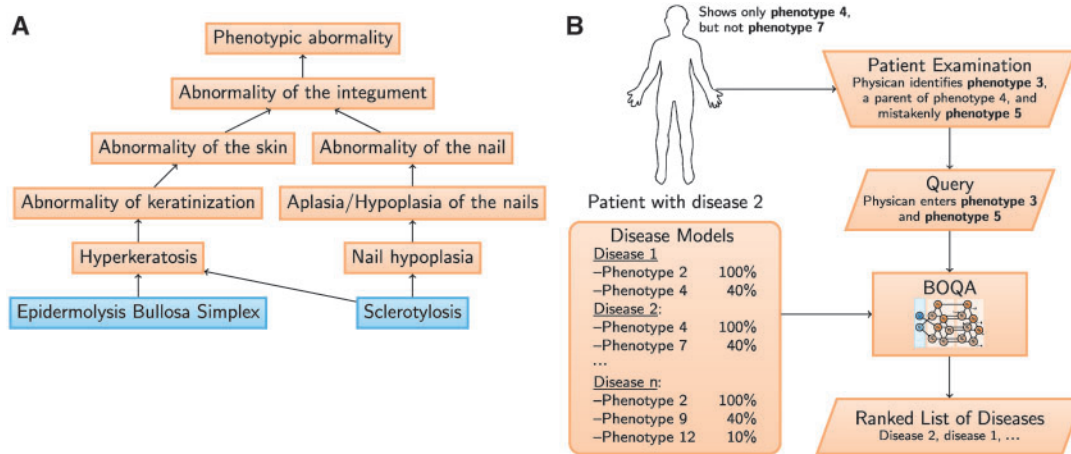 A
Phenotypic abormality
Abnormality of the integument
Abnormality of the skin
Abnormality of the nail
Abnormality of keratinization
Aplasia/Hypoplasia of the nails
Hyperkeratosis
Nail hypoplasia
Epidermolysis Bullosa Simplex
Sclerotylosis
B
Shows only phenotype 4,
but not phenotype 7
Patient with disease 2
Patient Examination
Physican identifies phenotype 3,
a parent of phenotype 4, and
mistakenly phenotype 5
Query
Physican enters phenotype 3
and phenotype 5
Disease Models
Disease 1
–Phenotype 2 100%
–Phenotype 4 40%
Disease 2:
–Phenotype 4 100%
–Phenotype 7 40%
...
Disease n:
–Phenotype 2 100%
–Phenotype 9 40%
–Phenotype 12 10%
BOQA
Ranked List of Diseases
Disease 2, disease 1, ...